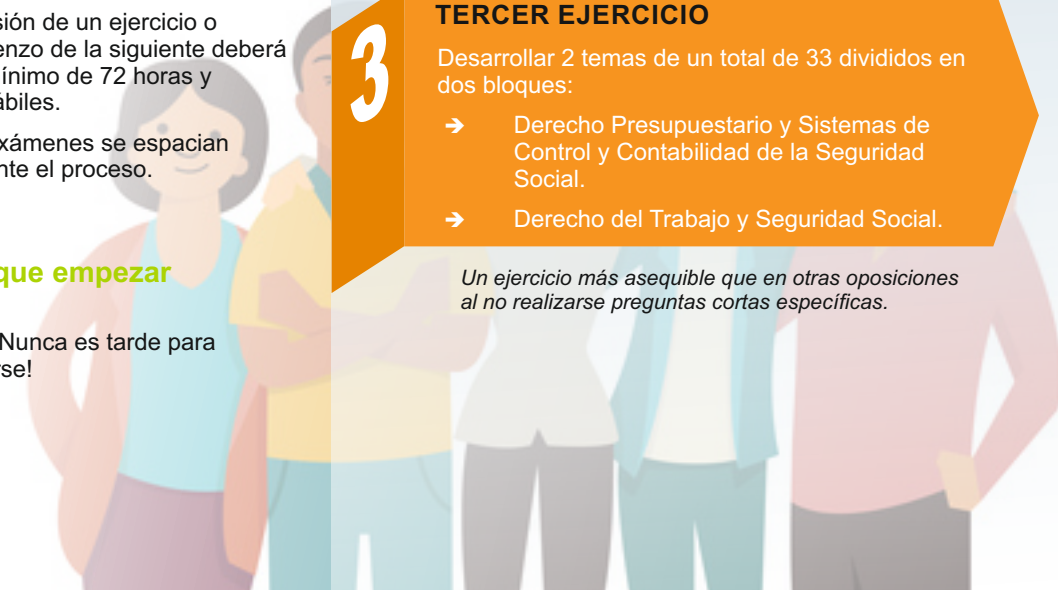 sión de un ejercicio o
enzo de la siguiente deberá
ínimo de 72 horas y
ábiles.
xámenes se espacian
nte el proceso.
que empezar
Nunca es tarde para
rse!
3
TERCER EJERCICIO
Desarrollar 2 temas de un total de 33 divididos en
dos bloques:
➔ Derecho Presupuestario y Sistemas de
Control y Contabilidad de la Seguridad
Social.
➔ Derecho del Trabajo y Seguridad Social.
Un ejercicio más asequible que en otras oposiciones
al no realizarse preguntas cortas específicas.